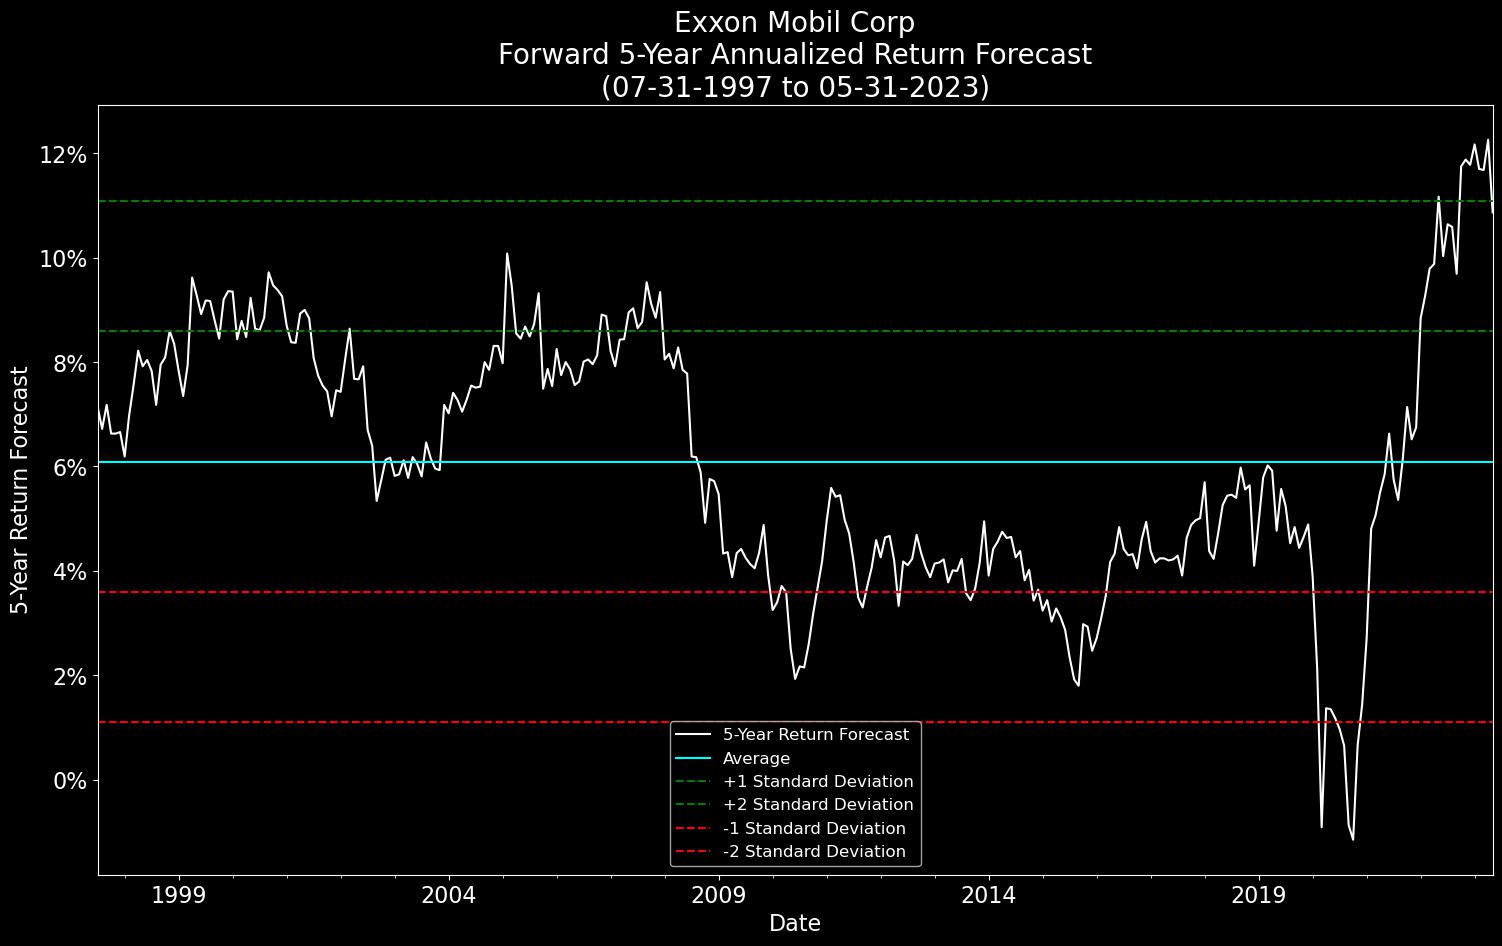 Exxon Mobil Corp
Forward 5-Year Annualized Return Forecast
(07-31-1997 to 05-31-2023)
12%
10%
8%
6%
4%
2%
0%
5-Year Return Forecast
5-Year Return Forecast
Average
+1 Standard Deviation
+2 Standard Deviation
-1 Standard Deviation
-2 Standard Deviation
1999 2004 2009 2014 2019
Date